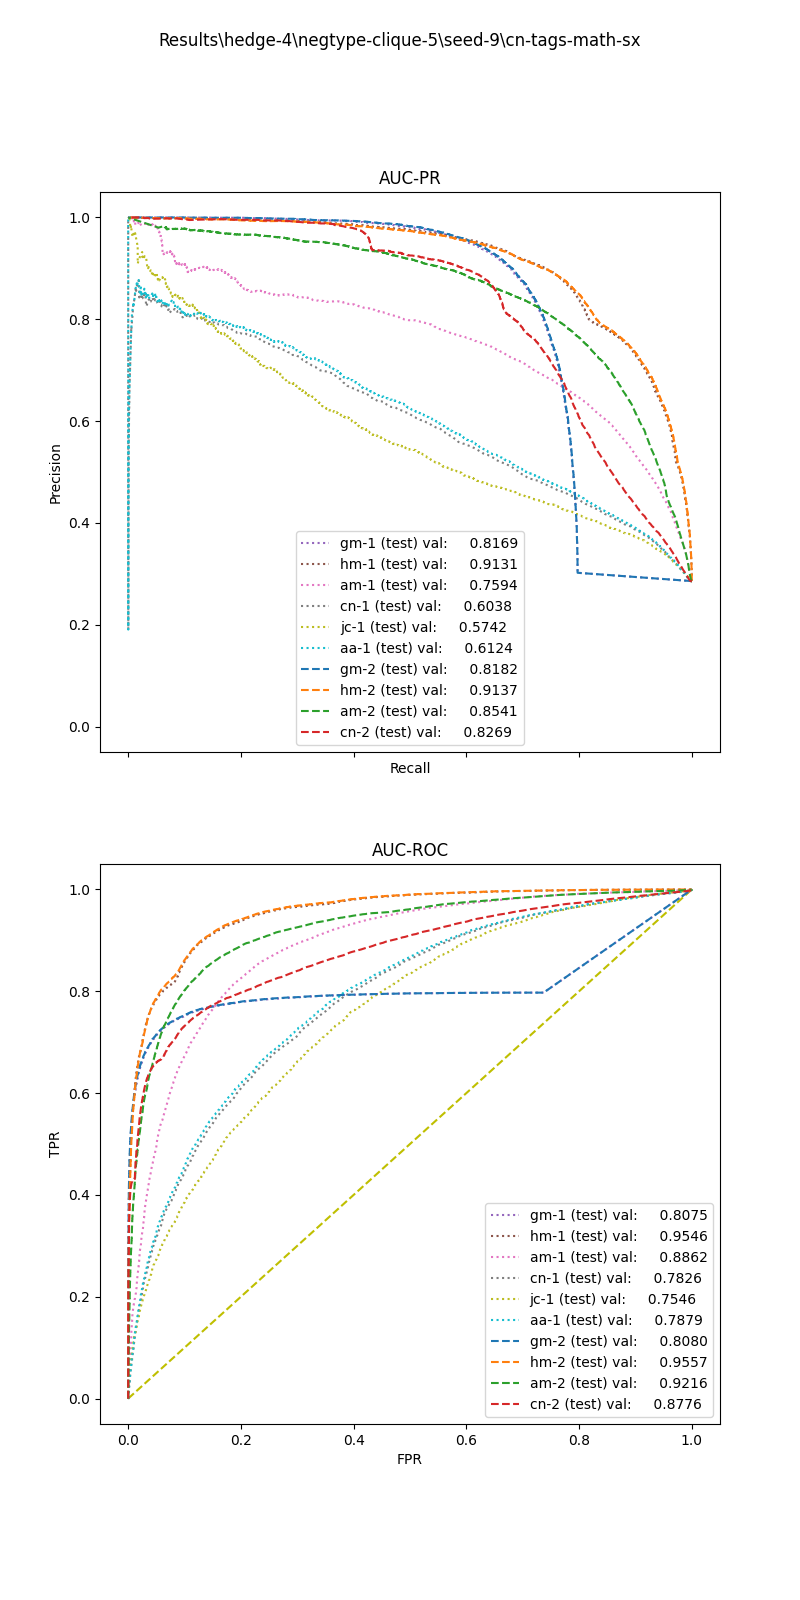 Results\hedge-4\negtype-clique-5\seed-9\cn-tags-math-sx
AUC-PR
1.0
0.8
0.6
0.4
0.2
0.0
Precision
gm-1 (test) val: 0.8169
hm-1 (test) val: 0.9131
am-1 (test) val: 0.7594
cn-1 (test) val: 0.6038
jc-1 (test) val: 0.5742
aa-1 (test) val: 0.6124
gm-2 (test) val: 0.8182
hm-2 (test) val: 0.9137
am-2 (test) val: 0.8541
cn-2 (test) val: 0.8269
Recall
AUC-ROC
1.0
0.8
0.6
0.4
0.2
0.0
TPR
gm-1 (test) val: 0.8075
hm-1 (test) val: 0.9546
am-1 (test) val: 0.8862
cn-1 (test) val: 0.7826
jc-1 (test) val: 0.7546
aa-1 (test) val: 0.7879
gm-2 (test) val: 0.8080
hm-2 (test) val: 0.9557
am-2 (test) val: 0.9216
cn-2 (test) val: 0.8776
0.0 0.2 0.4 0.6 0.8 1.0
FPR